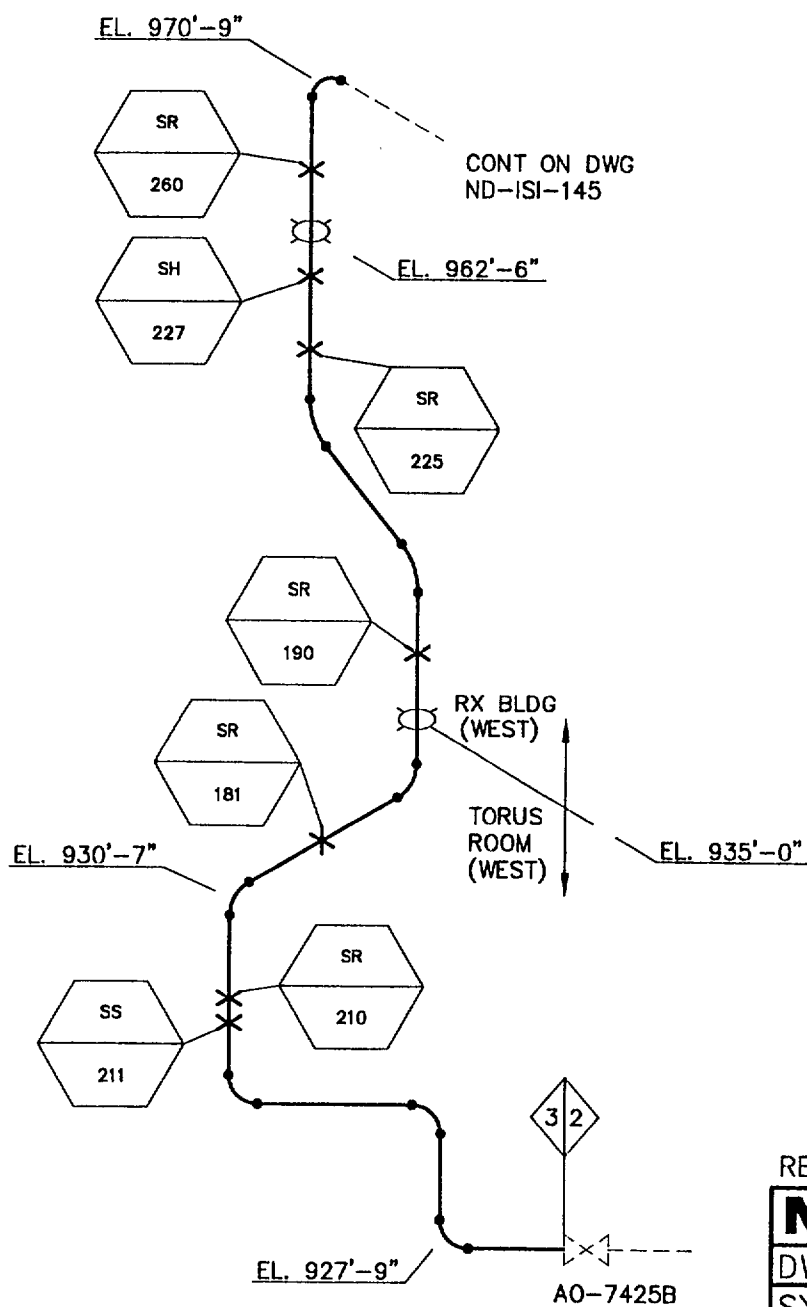 EL. 970'-9"
SR
260
CONT ON DWG
ND-ISI-145
SH
227
EL. 962'-6"
SR
225
SR
190
RX BLDG
(WEST)
SR
181
TORUS
ROOM
(WEST)
EL. 935'-0"
EL. 930'-7"
SR
210
SS
211
3 2
EL. 927'-9"
AO-7425B